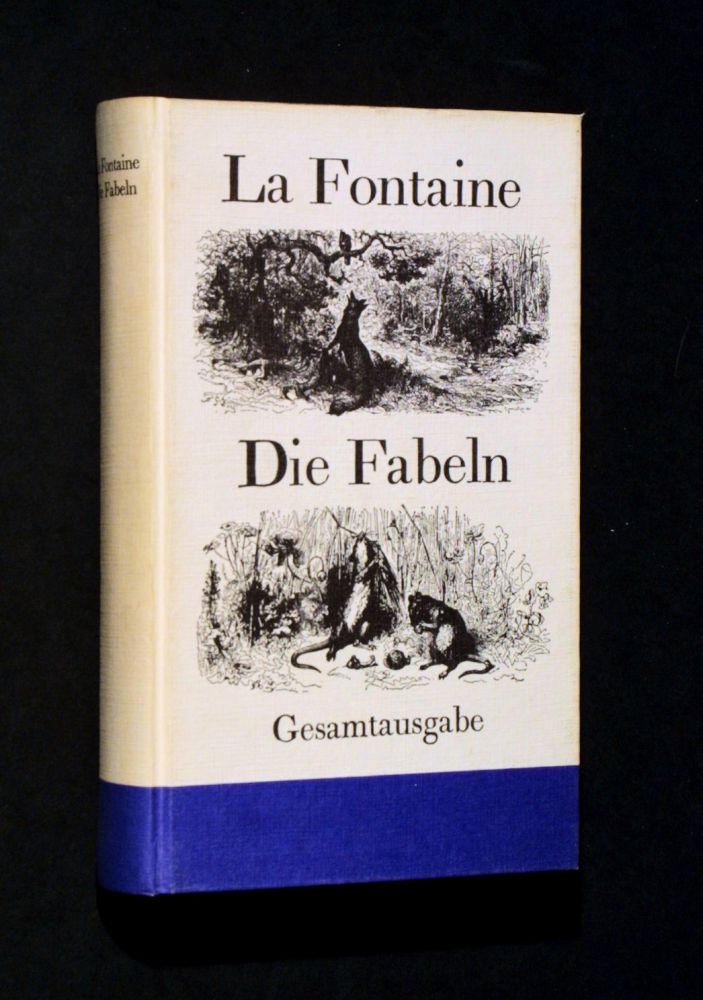 La Fontaine
Die Fabeln
Gesamtausgabe
Fontaine
Fabeln